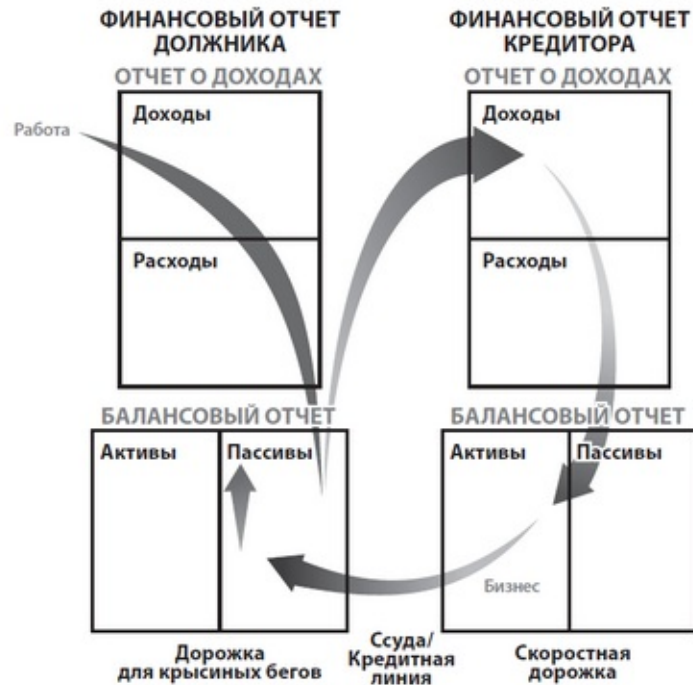 ФИНАНСОВЫЙ ОТЧЕТ
ДОЛЖНИКА
ОТЧЕТ О ДОХОДАХ
Работа
Доходы
Расходы
БАЛАНСОВЫЙ ОТЧЕТ
Активы
Пассивы
Дорожка
для крысиных бегов
Ссуда/
Кредитная
линия
ФИНАНСОВЫЙ ОТЧЕТ
КРЕДИТОРА
ОТЧЕТ О ДОХОДАХ
Доходы
Расходы
БАЛАНСОВЫЙ ОТЧЕТ
Активы
Пассивы
Бизнес
Скоростная
дорожка